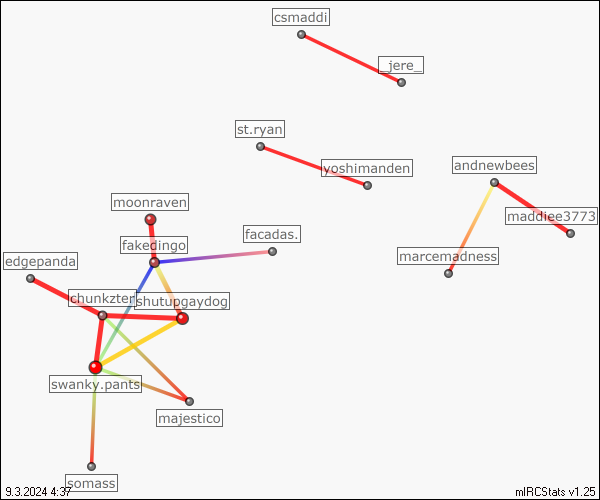 csmaddi
_jere_
st.ryan
yoshimanden
andnewbees
moonraven
maddiee3773
facadas.
fakedingo
marcemadness
edgepanda
chunkzter
shutupgaydog
swanky.pants
majestico
somass
9.3.2024 4:37
mIRCStats v1.25